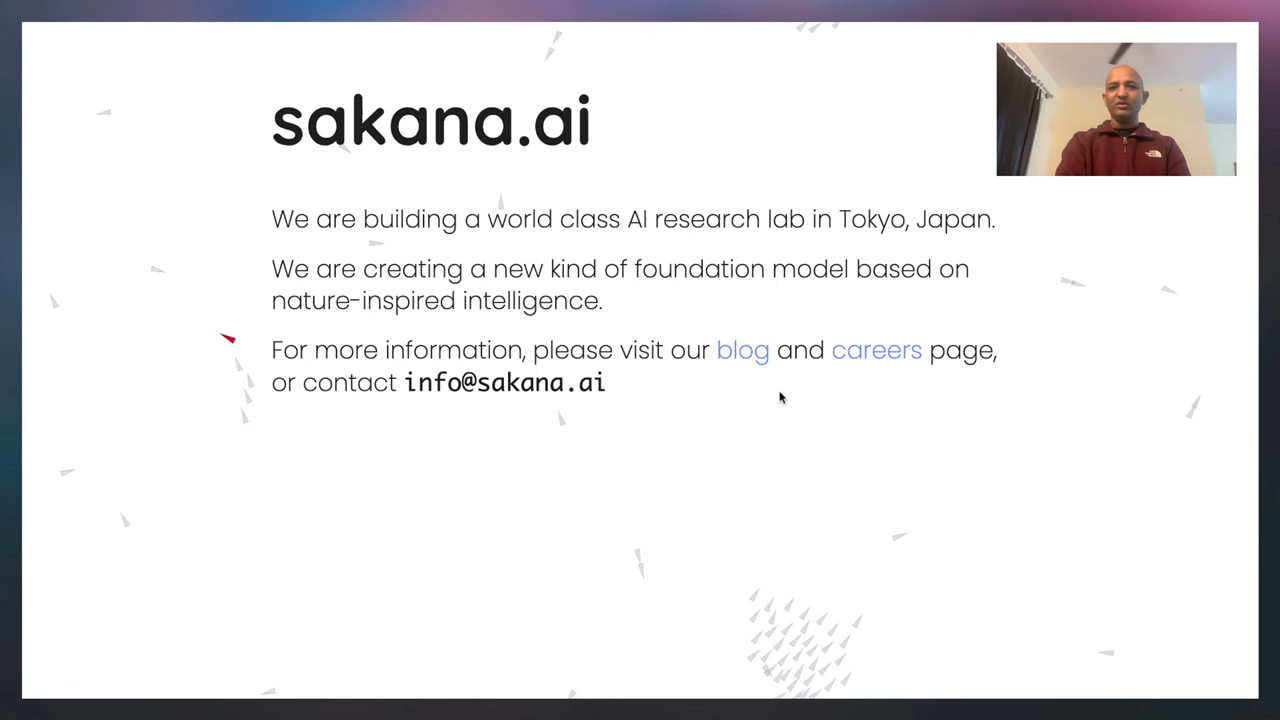 sakana.ai
We are building a world class AI research lab in Tokyo, Japan.
We are creating a new kind of foundation model based on
nature-inspired intelligence.
For more information, please visit our blog and careers page,
or contact info@sakana.ai